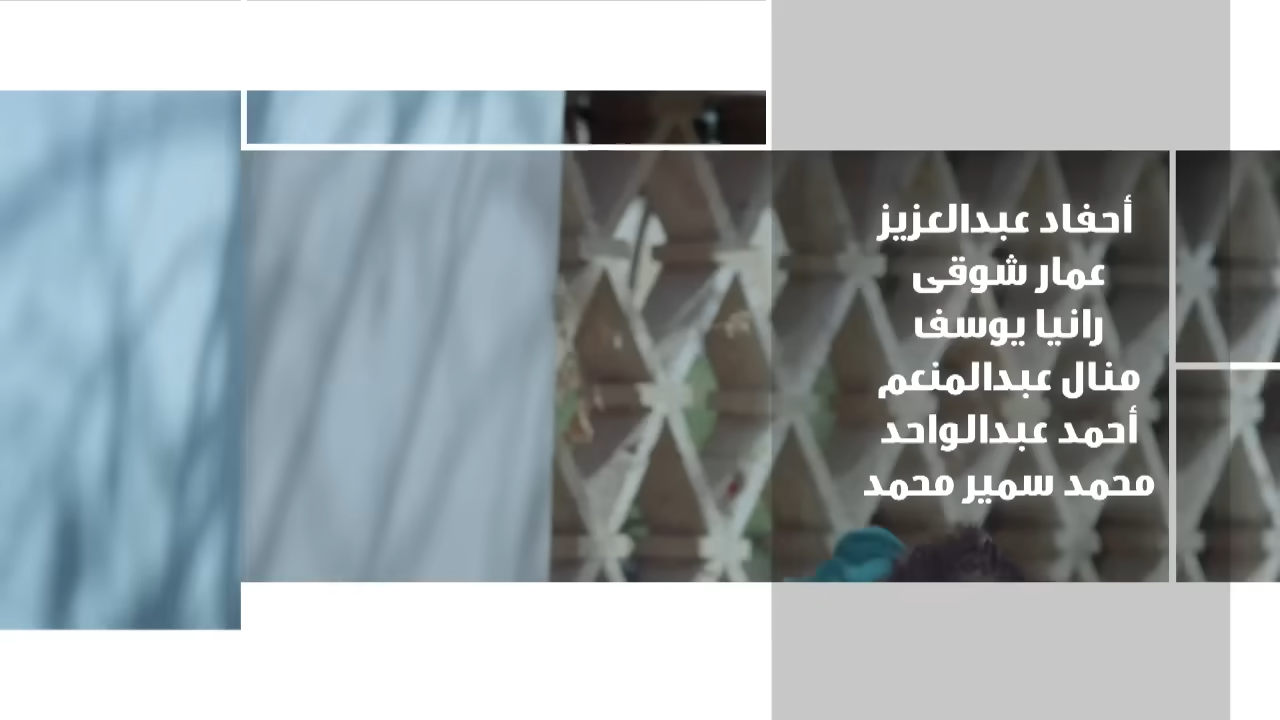 أحفاد عبدالعزيز
عمار شوقى
رانيا يوسف
منال عبدالمنعم
أحمد عبدالواحد
محمد سمير محمد